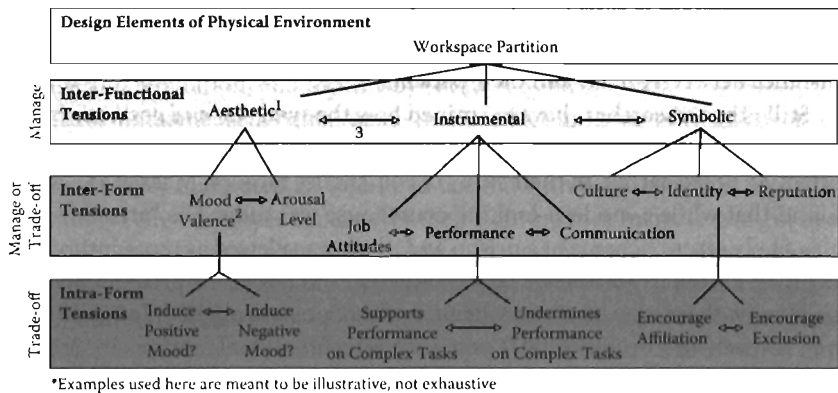 Design Elements of Physical Environment
Workspace Partition
Manage
Inter-Functional
Tensions
Aesthetic1
3
Instrumental
Symbolic
Manage or
Trade-off
Inter-Form
Tensions
Mood
Valence2
Arousal
Level
Job
Attitudes
Performance
Communication
Culture
Identity
Reputation
Trade-off
Intra-Form
Tensions
Induce
Positive
Mood?
Induce
Negative
Mood?
Supports
Performance
on Complex Tasks
Undermines
Performance
on Complex Tasks
Encourage
Affiliation
Encourage
Exclusion
*Examples used here are meant to be illustrative, not exhaustive